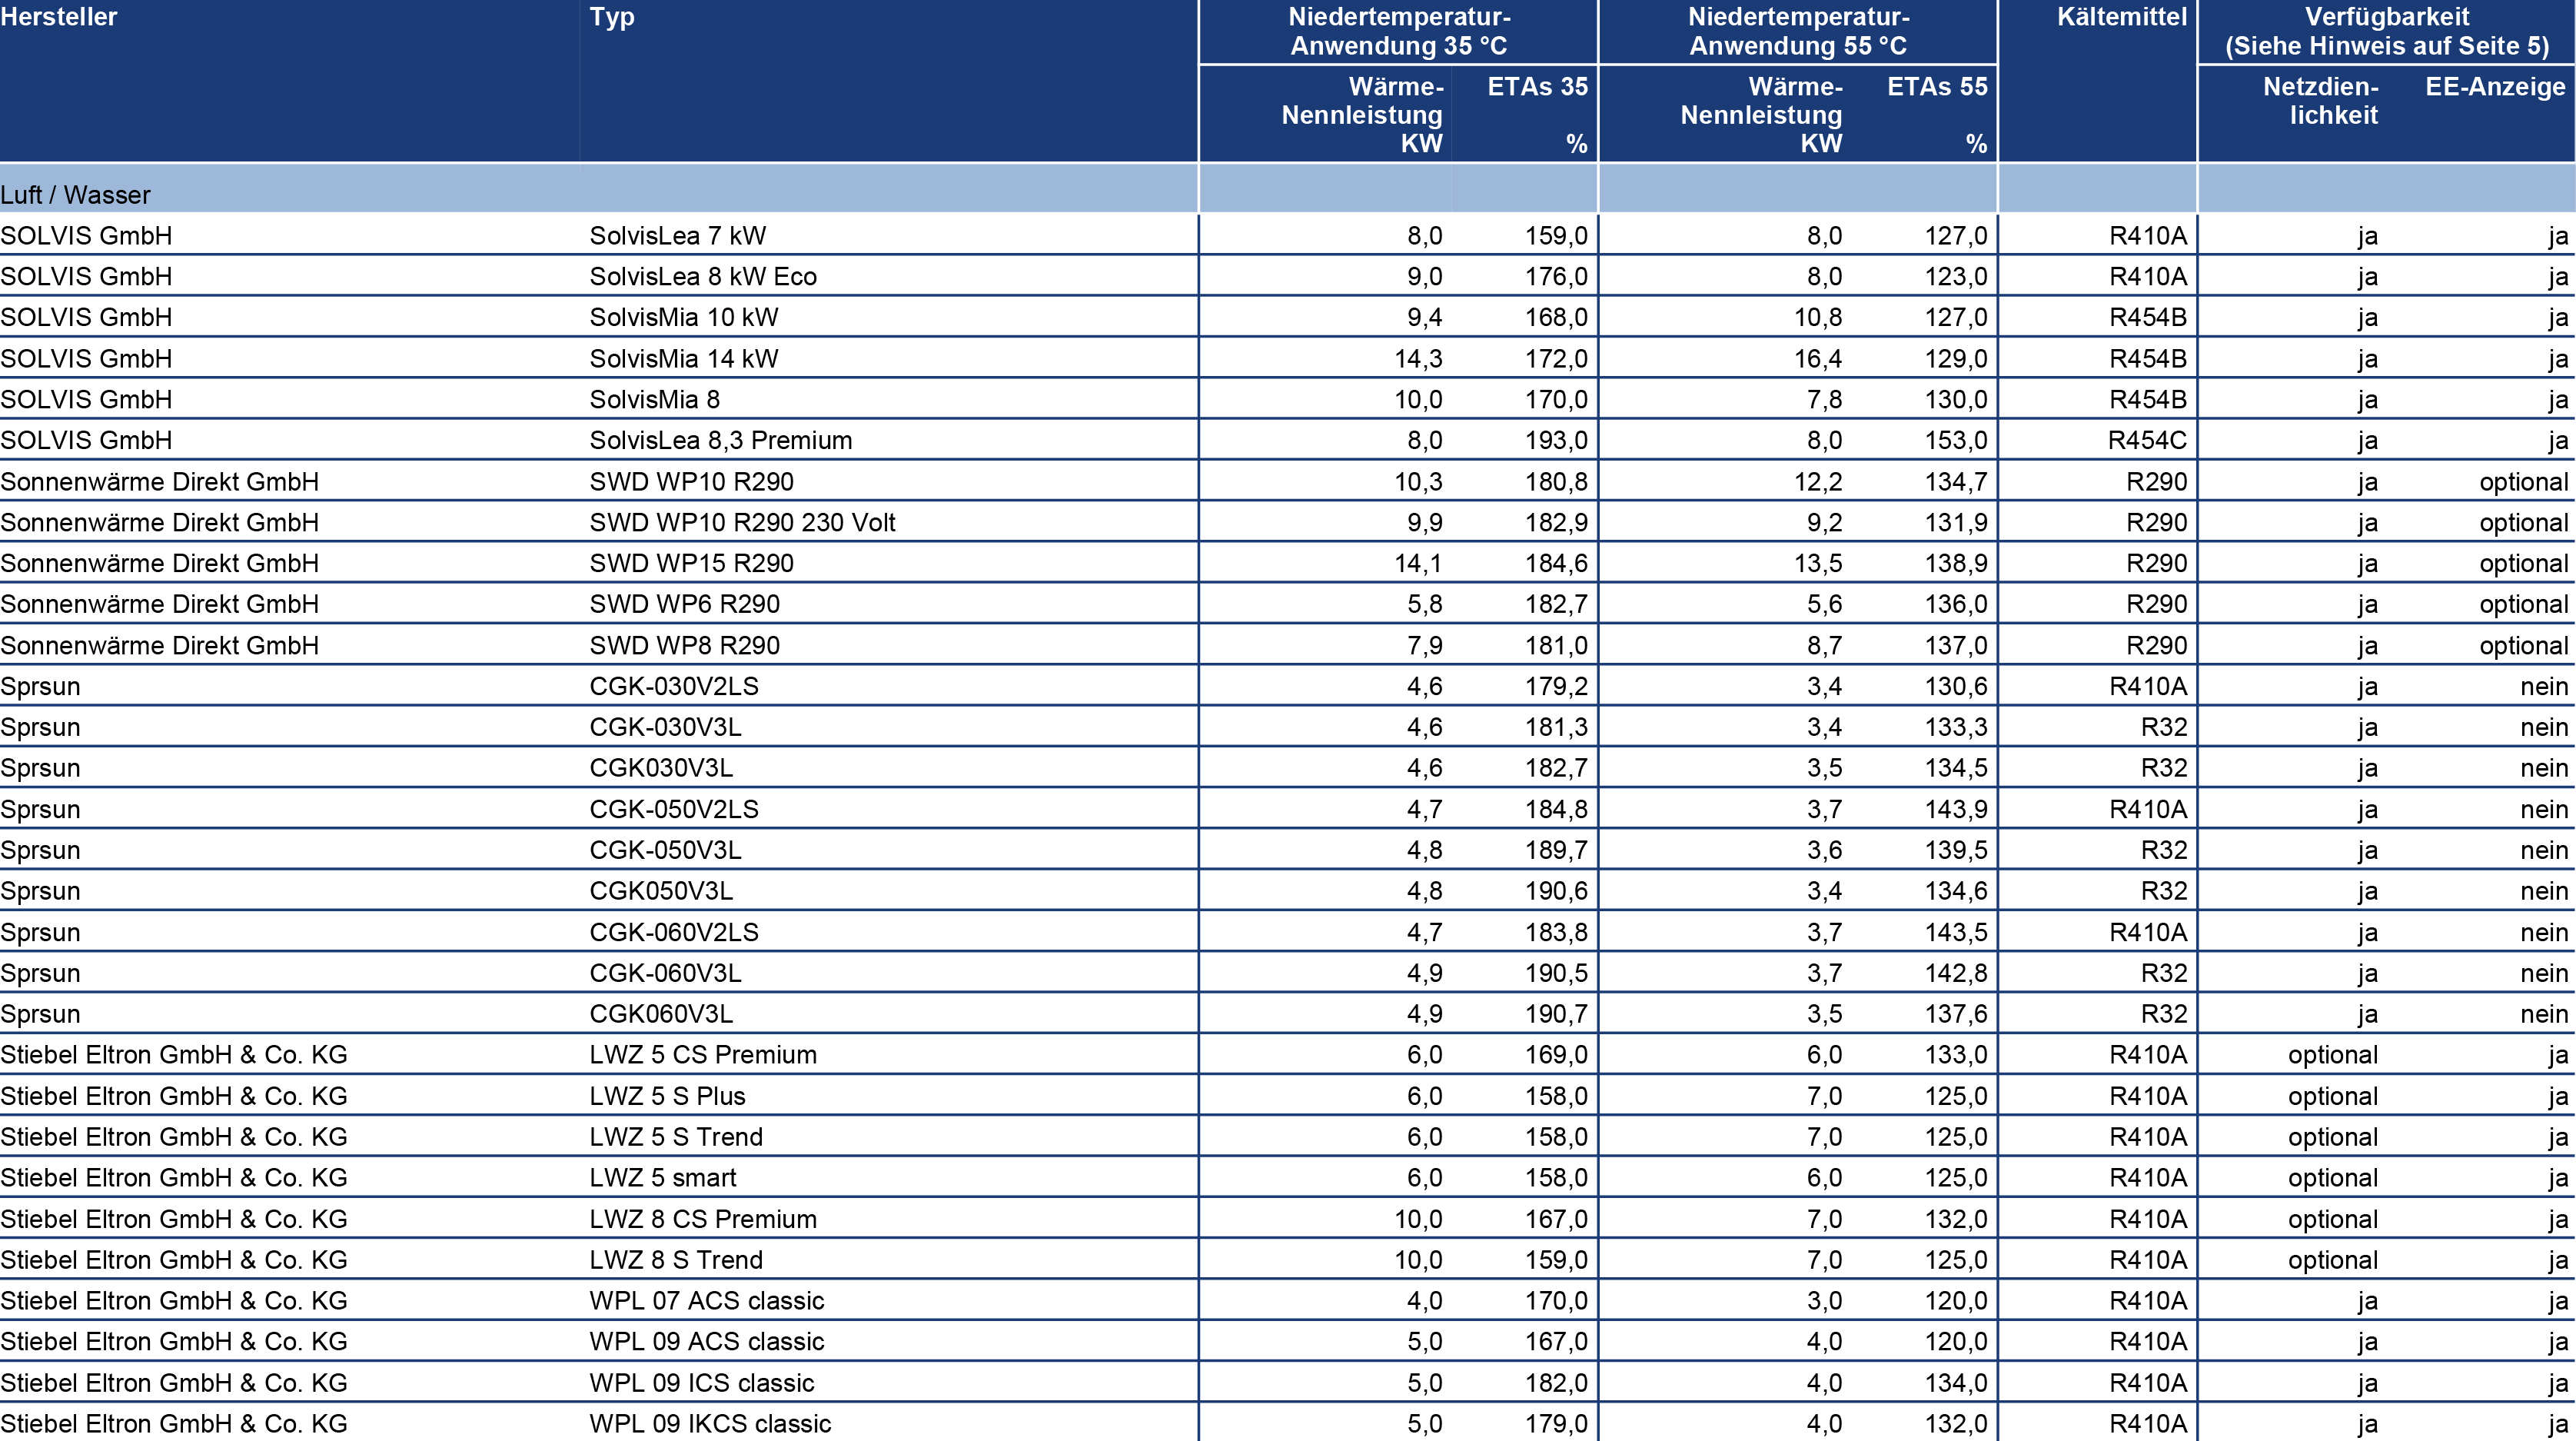 Hersteller Typ Niedertemperatur- Niedertemperatur- Kältemittel Verfügbarkeit
Anwendung 35 °C Anwendung 55 °C (Siehe Hinweis auf Seite 5)
Wärme- ETAs 35 Wärme- ETAs 55 Netzdien- EE-Anzeige
Nennleistung Nennleistung lichkeit
KW % KW %
Luft / Wasser
SOLVIS GmbH SolvisLea 7 kW 8,0 159,0 8,0 127,0 R410A ja ja
SOLVIS GmbH SolvisLea 8 kW Eco 9,0 176,0 8,0 123,0 R410A ja ja
SOLVIS GmbH SolvisMia 10 kW 9,4 168,0 10,8 127,0 R454B ja ja
SOLVIS GmbH SolvisMia 14 kW 14,3 172,0 16,4 129,0 R454B ja ja
SOLVIS GmbH SolvisMia 8 10,0 170,0 7,8 130,0 R454B ja ja
SOLVIS GmbH SolvisLea 8,3 Premium 8,0 193,0 8,0 153,0 R454C ja ja
Sonnenwärme Direkt GmbH SWD WP10 R290 10,3 180,8 12,2 134,7 R290 ja optional
Sonnenwärme Direkt GmbH SWD WP10 R290 230 Volt 9,9 182,9 9,2 131,9 R290 ja optional
Sonnenwärme Direkt GmbH SWD WP15 R290 14,1 184,6 13,5 138,9 R290 ja optional
Sonnenwärme Direkt GmbH SWD WP6 R290 5,8 182,7 5,6 136,0 R290 ja optional
Sonnenwärme Direkt GmbH SWD WP8 R290 7,9 181,0 8,7 137,0 R290 ja optional
Sprsun CGK-030V2LS 4,6 179,2 3,4 130,6 R410A ja nein
Sprsun CGK-030V3L 4,6 181,3 3,4 133,3 R32 ja nein
Sprsun CGK030V3L 4,6 182,7 3,5 134,5 R32 ja nein
Sprsun CGK-050V2LS 4,7 184,8 3,7 143,9 R410A ja nein
Sprsun CGK-050V3L 4,8 189,7 3,6 139,5 R32 ja nein
Sprsun CGK050V3L 4,8 190,6 3,4 134,6 R32 ja nein
Sprsun CGK-060V2LS 4,7 183,8 3,7 143,5 R410A ja nein
Sprsun CGK-060V3L 4,9 190,5 3,7 142,8 R32 ja nein
Sprsun CGK060V3L 4,9 190,7 3,5 137,6 R32 ja nein
Stiebel Eltron GmbH & Co. KG LWZ 5 CS Premium 6,0 169,0 6,0 133,0 R410A optional ja
Stiebel Eltron GmbH & Co. KG LWZ 5 S Plus 6,0 158,0 7,0 125,0 R410A optional ja
Stiebel Eltron GmbH & Co. KG LWZ 5 S Trend 6,0 158,0 7,0 125,0 R410A optional ja
Stiebel Eltron GmbH & Co. KG LWZ 5 smart 6,0 158,0 6,0 125,0 R410A optional ja
Stiebel Eltron GmbH & Co. KG LWZ 8 CS Premium 10,0 167,0 7,0 132,0 R410A optional ja
Stiebel Eltron GmbH & Co. KG LWZ 8 S Trend 10,0 159,0 7,0 125,0 R410A optional ja
Stiebel Eltron GmbH & Co. KG WPL 07 ACS classic 4,0 170,0 3,0 120,0 R410A ja ja
Stiebel Eltron GmbH & Co. KG WPL 09 ACS classic 5,0 167,0 4,0 120,0 R410A ja ja
Stiebel Eltron GmbH & Co. KG WPL 09 ICS classic 5,0 182,0 4,0 134,0 R410A ja ja
Stiebel Eltron GmbH & Co. KG WPL 09 IKCS classic 5,0 179,0 4,0 132,0 R410A ja ja